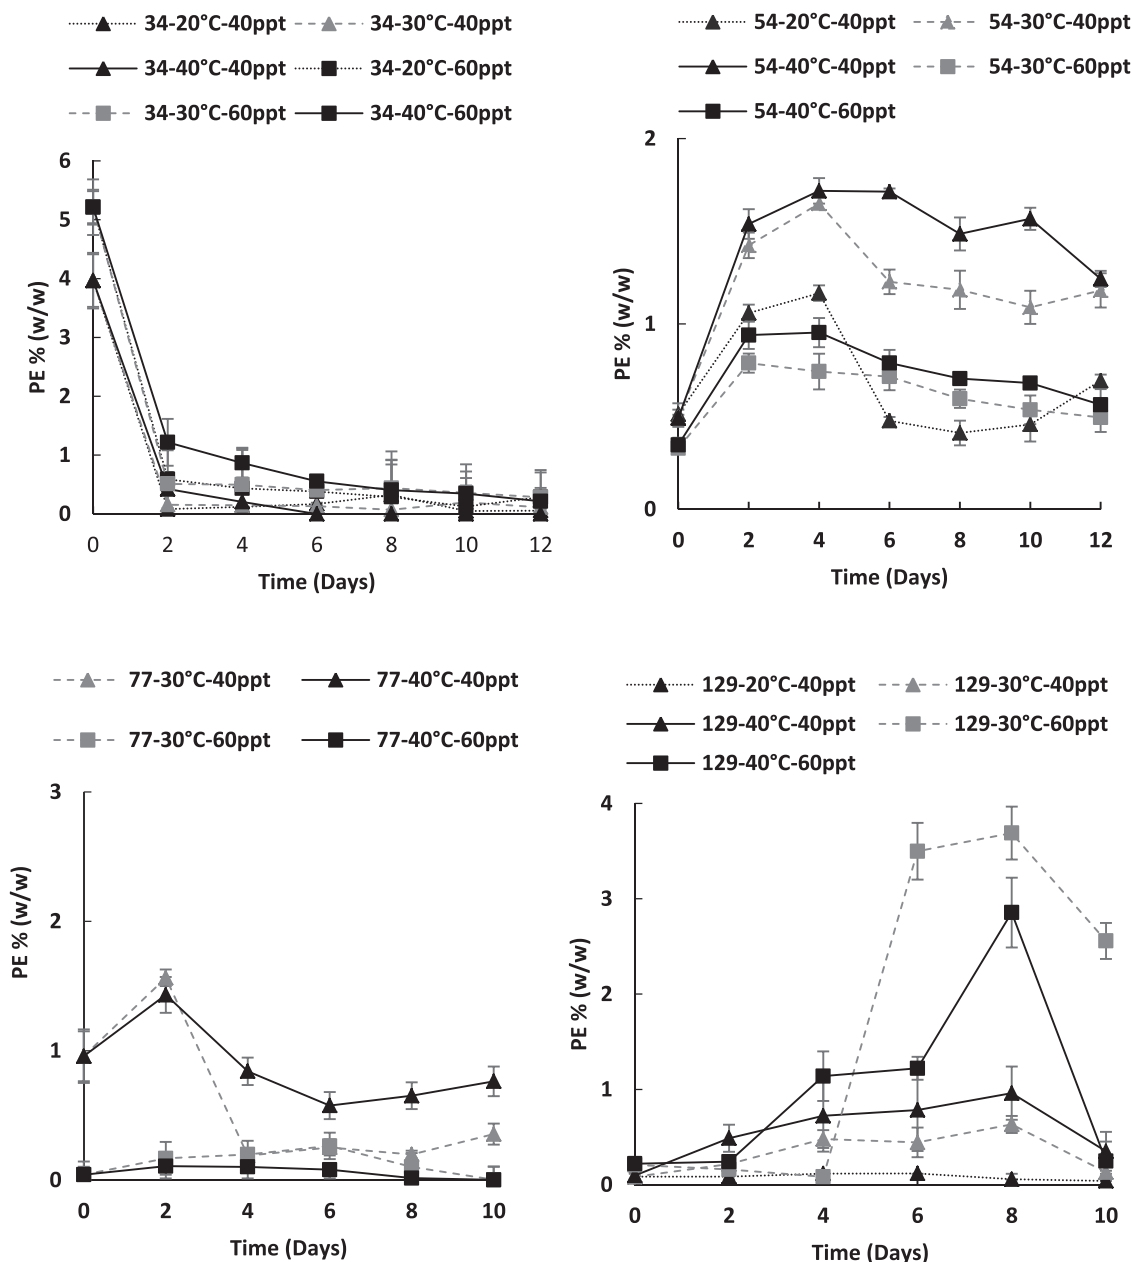 34-20°C-40ppt 34-30°C-40ppt
34-40°C-40ppt 34-20°C-60ppt
34-30°C-60ppt 34-40°C-60ppt
6
5
4
3
2
1
0
PE % (w/w)
0 2 4 6 8 10 12
Time (Days)
54-20°C-40ppt 54-30°C-40ppt
54-40°C-40ppt 54-30°C-60ppt
54-40°C-60ppt
2
1
0
PE % (w/w)
0 2 4 6 8 10 12
Time (Days)
77-30°C-40ppt 77-40°C-40ppt
77-30°C-60ppt 77-40°C-60ppt
3
2
1
0
PE % (w/w)
0 2 4 6 8 10
Time (Days)
129-20°C-40ppt 129-30°C-40ppt
129-40°C-40ppt 129-30°C-60ppt
129-40°C-60ppt
4
3
2
1
0
PE % (w/w)
0 2 4 6 8 10
Time (Days)